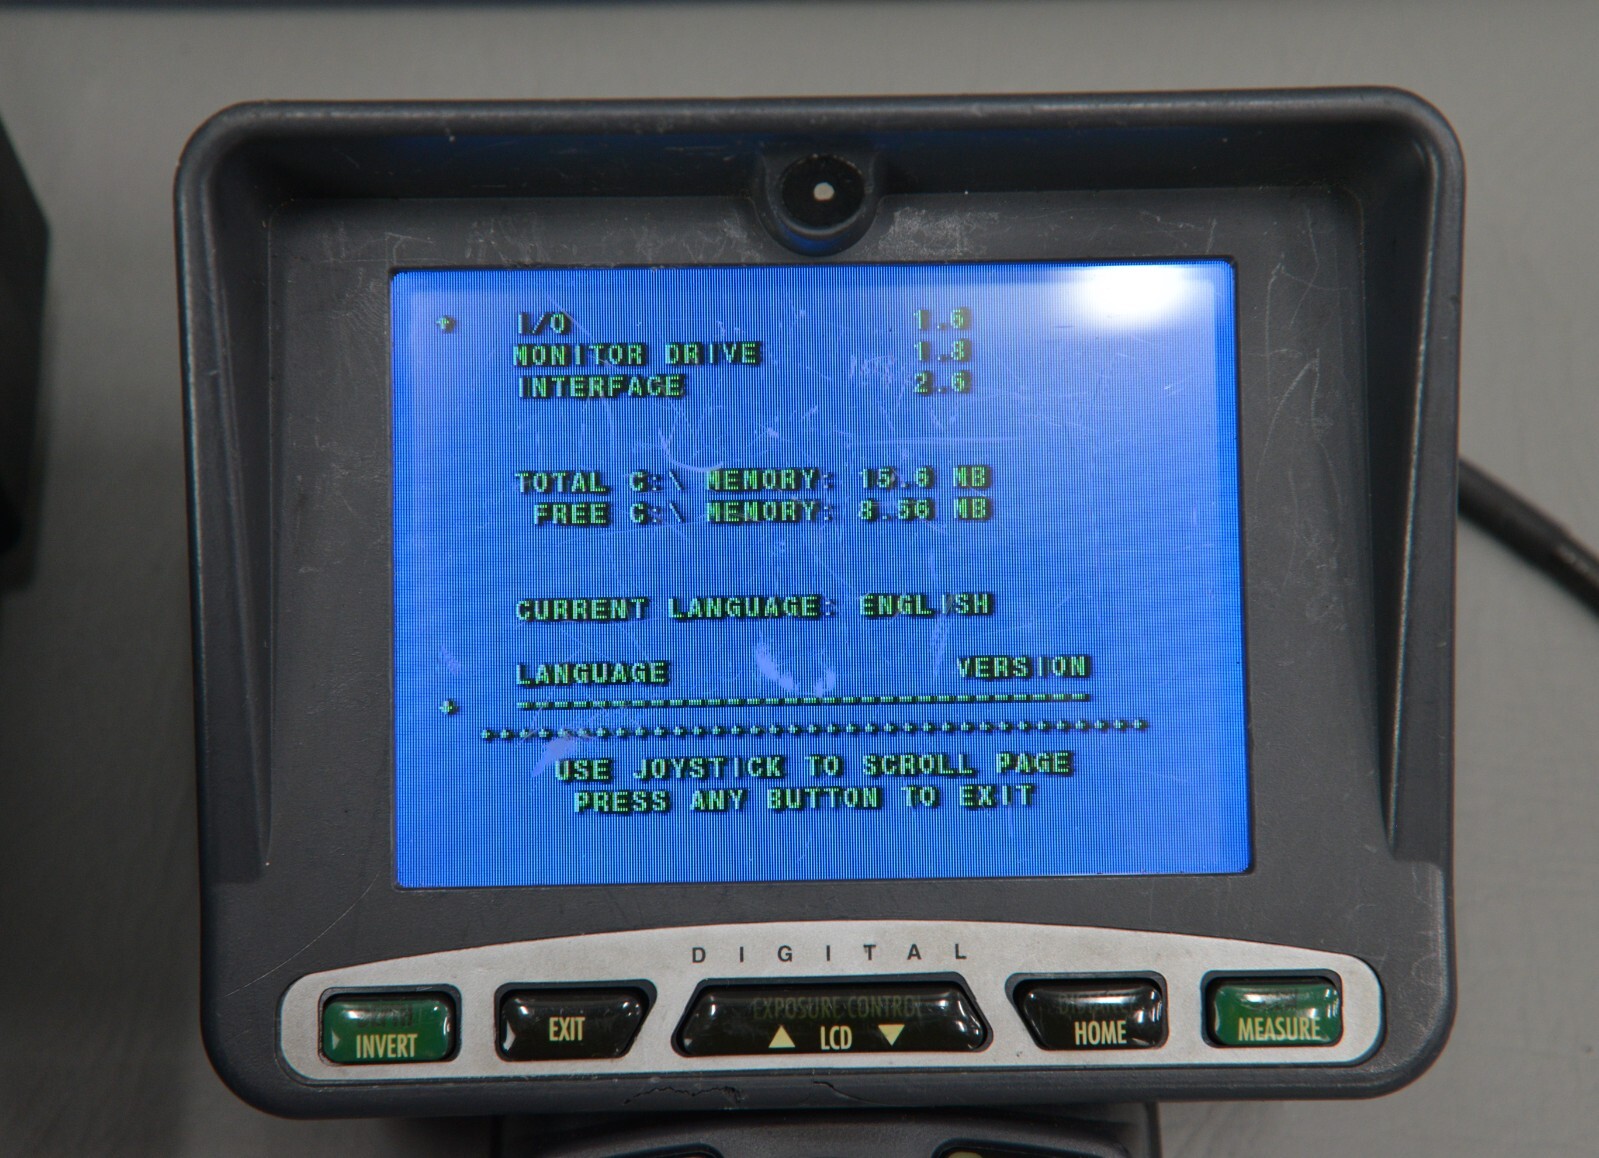 I/O 1.6
MONITOR DRIVE 1.8
INTERFACE 2.6
TOTAL C:\ MEMORY: 15.6 MB
FREE C:\ MEMORY: 8.56 MB
CURRENT LANGUAGE: ENGLISH
LANGUAGE VERSION
USE JOYSTICK TO SCROLL PAGE
PRESS ANY BUTTON TO EXIT
DIGITAL
EXPOSURE CONTROL
INVERT EXIT ▲ LCD ▼ HOME MEASURE